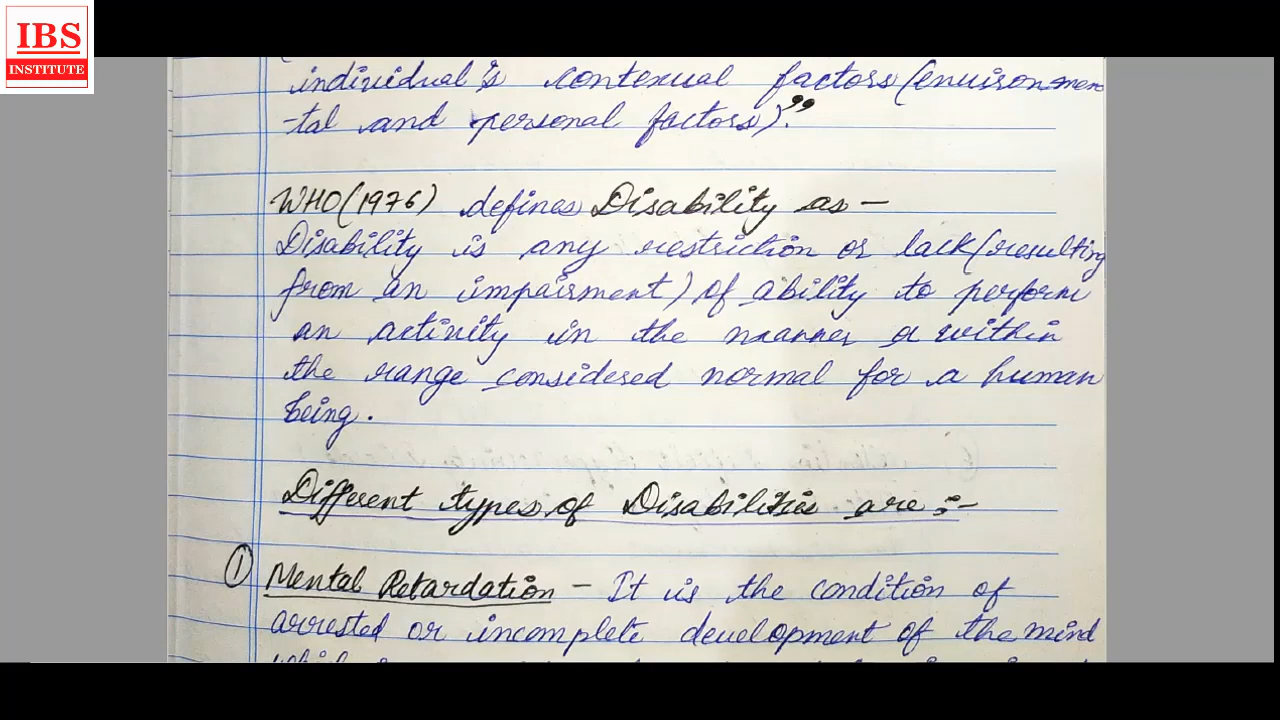 IBS
INSTITUTE
individual's contexual factors (environmen
-tal and personal factors)."
WHO(1976) defines Disability as -
Disability is any restriction or lack (resulting
from an impairment) of ability to perform
an activity in the manner or within
the range considered normal for a human
being.
Different types of Disabilities are :-
① Mental Retardation - It is the condition of
arrested or incomplete development of the mind